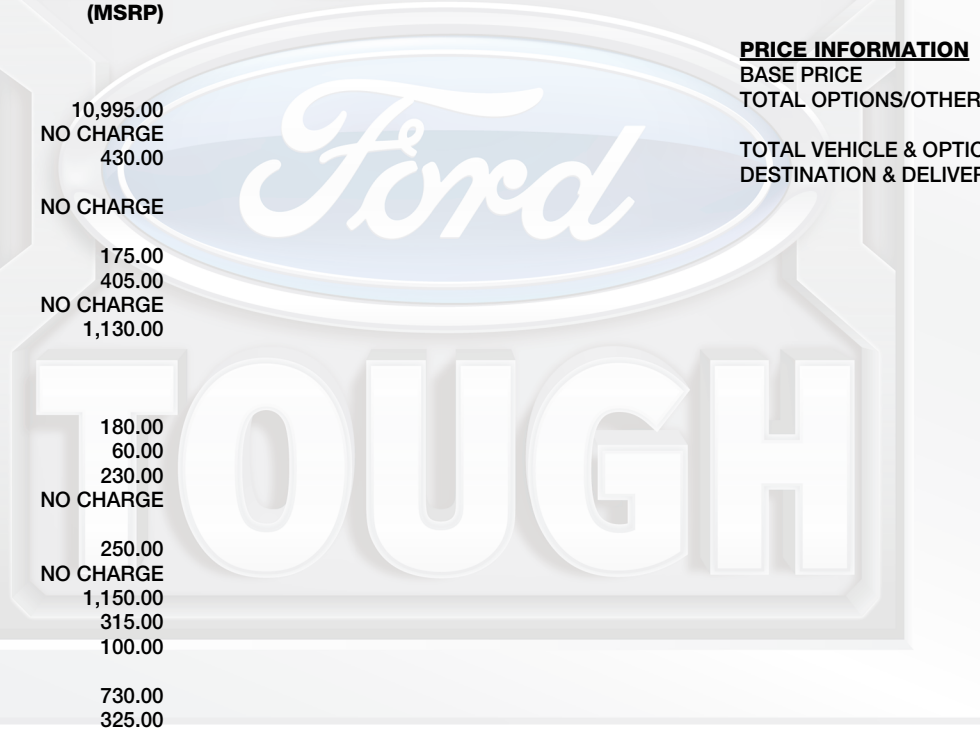 (MSRP)
10,995.00
NO CHARGE
430.00
NO CHARGE
175.00
405.00
NO CHARGE
1,130.00
180.00
60.00
230.00
NO CHARGE
250.00
NO CHARGE
1,150.00
315.00
100.00
730.00
325.00
PRICE INFORMATION
BASE PRICE
TOTAL OPTIONS/OTHER
TOTAL VEHICLE & OPTIO
DESTINATION & DELIVER
Ford
TOUGH